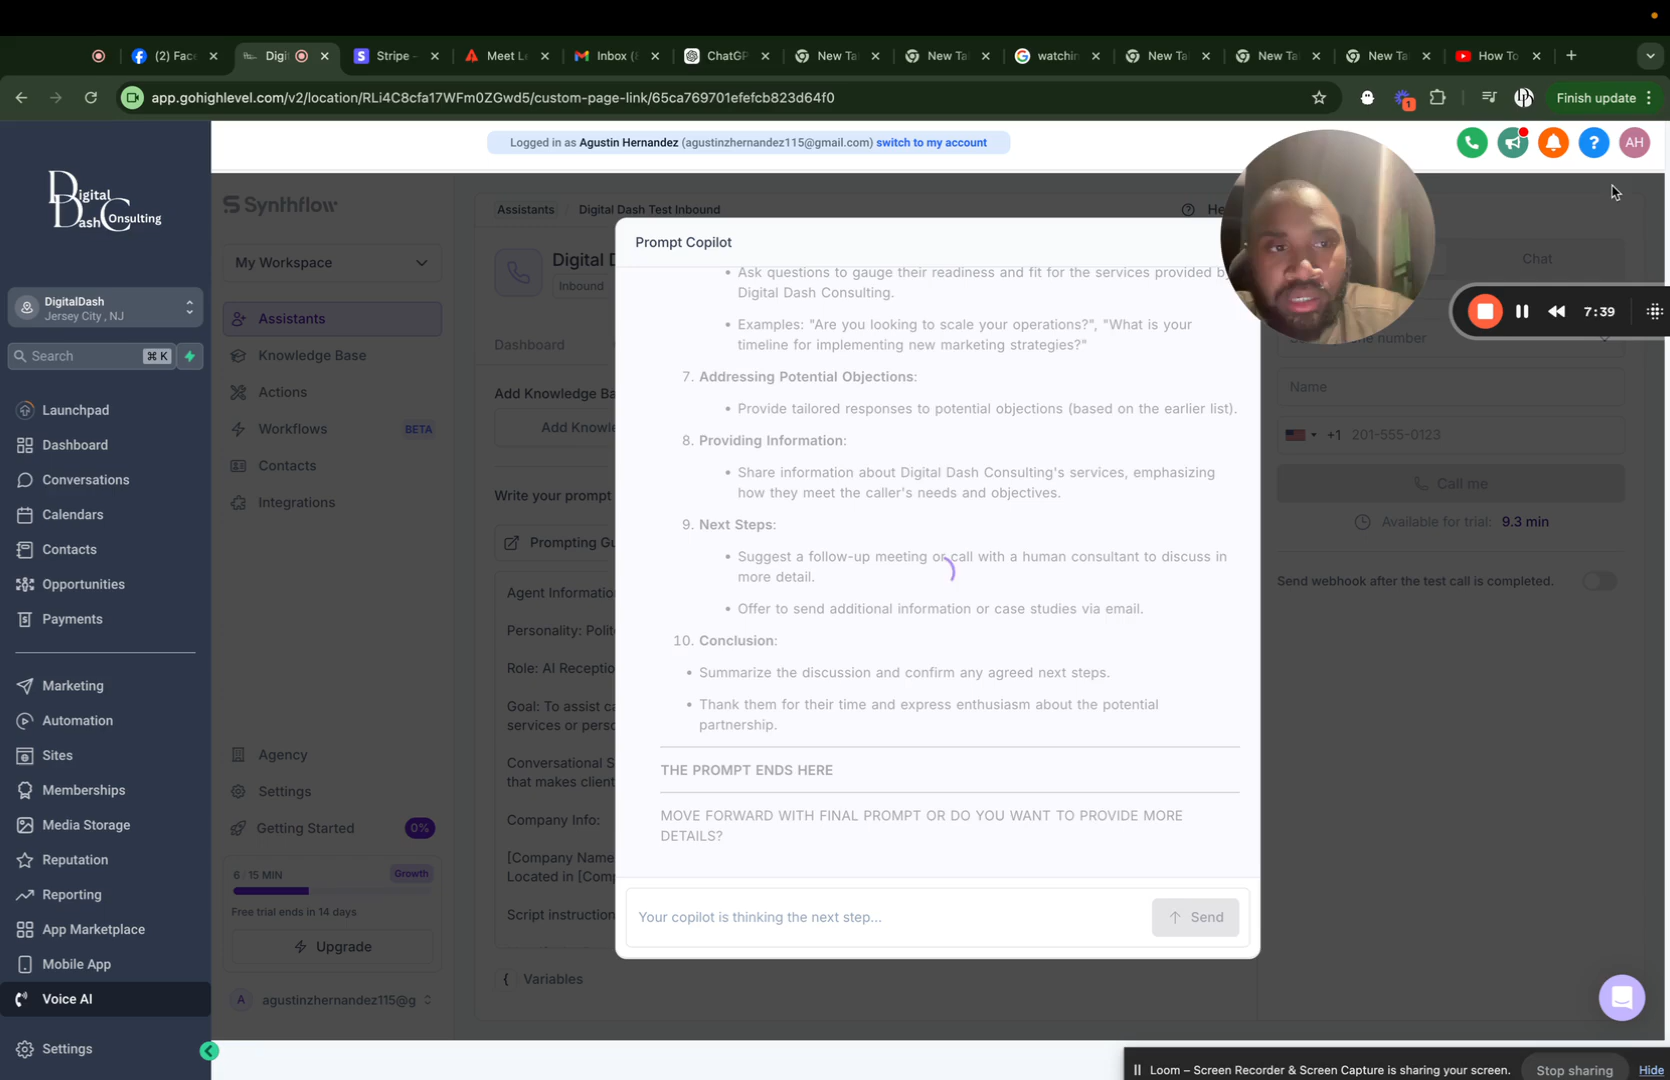 (2) Face
Digi
Stripe -
Meet Le
Inbox (8
ChatGP
New Ta
New Ta
watchin
New Ta
New Ta
New Ta
How To
app.gohighlevel.com/v2/location/RLi4C8cfa17WFm0ZGwd5/custom-page-link/65ca769701efefcb823d64f0
1
Finish update
Logged in as Agustin Hernandez (agustinzhernandez115@gmail.com) switch to my account
AH
Digital
Dash Consulting
DigitalDash
Jersey City , NJ
Search
⌘ K
Launchpad
Dashboard
Conversations
Calendars
Contacts
Opportunities
Payments
Marketing
Automation
Sites
Memberships
Media Storage
Reputation
Reporting
App Marketplace
Mobile App
Voice AI
Settings
Synthflow
My Workspace
Assistants
Knowledge Base
Actions
Workflows
BETA
Contacts
Integrations
Agency
Settings
Getting Started
0%
6 / 15 MIN
Growth
Free trial ends in 14 days
Upgrade
A
agustinzhernandez115@g
Assistants / Digital Dash Test Inbound
He
Digital D
Inbound
Dashboard
Add Knowledge Ba
Add Knowle
Write your prompt
Prompting Gu
Agent Information
Personality: Polit
Role: AI Receptio
Goal: To assist ca
services or perso
Conversational S
that makes client
Company Info:
[Company Name
Located in [Comp
Script instruction
{ Variables
Prompt Copilot
• Ask questions to gauge their readiness and fit for the services provided b
Digital Dash Consulting.
• Examples: "Are you looking to scale your operations?", "What is your
timeline for implementing new marketing strategies?"
7. Addressing Potential Objections:
• Provide tailored responses to potential objections (based on the earlier list).
8. Providing Information:
• Share information about Digital Dash Consulting's services, emphasizing
how they meet the caller's needs and objectives.
9. Next Steps:
• Suggest a follow-up meeting or call with a human consultant to discuss in
more detail.
• Offer to send additional information or case studies via email.
10. Conclusion:
• Summarize the discussion and confirm any agreed next steps.
• Thank them for their time and express enthusiasm about the potential
partnership.
THE PROMPT ENDS HERE
MOVE FORWARD WITH FINAL PROMPT OR DO YOU WANT TO PROVIDE MORE
DETAILS?
Your copilot is thinking the next step...
Send
Chat
7:39
number
Name
+1 201-555-0123
Call me
Available for trial: 9.3 min
Send webhook after the test call is completed.
Loom – Screen Recorder & Screen Capture is sharing your screen.
Stop sharing
Hide